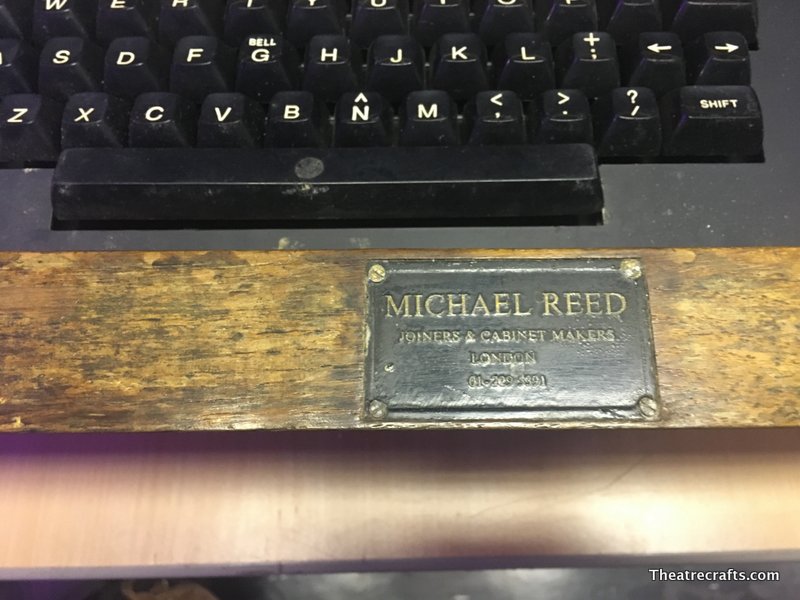 W E R T Y U I O P
S D F BELL G H J K L + ; ← →
Z X C V B ^ N M < , > . ? / SHIFT
MICHAEL REED
JOINERS & CABINET MAKERS
LONDON
Theatrecrafts.com